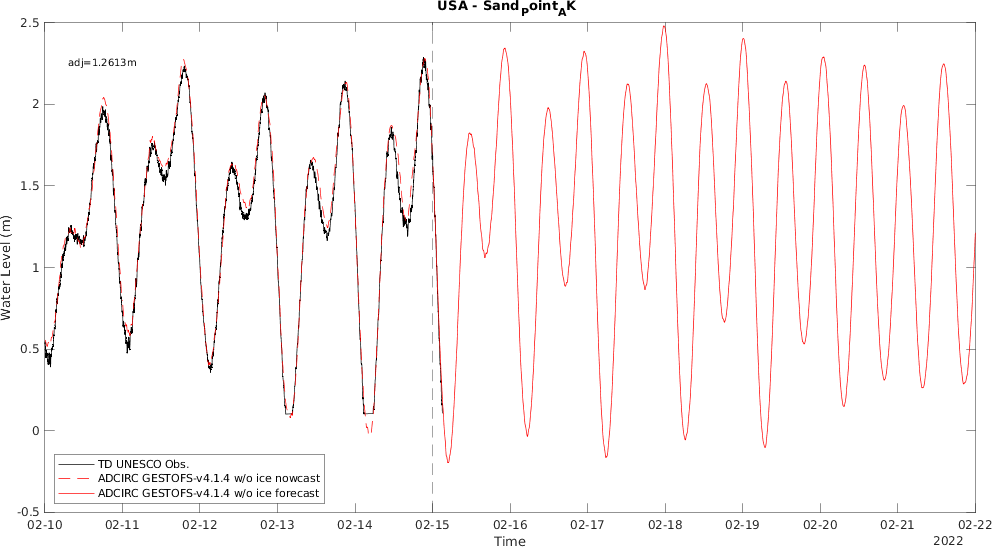 USA - Sand_Point_AK
2.5
adj=1.2613m
2
1.5
1
0.5
0
-0.5
Water Level (m)
TD UNESCO Obs.
ADCIRC GESTOFS-v4.1.4 w/o ice nowcast
ADCIRC GESTOFS-v4.1.4 w/o ice forecast
02-10 02-11 02-12 02-13 02-14 02-15 02-16 02-17 02-18 02-19 02-20 02-21 02-22
Time
2022